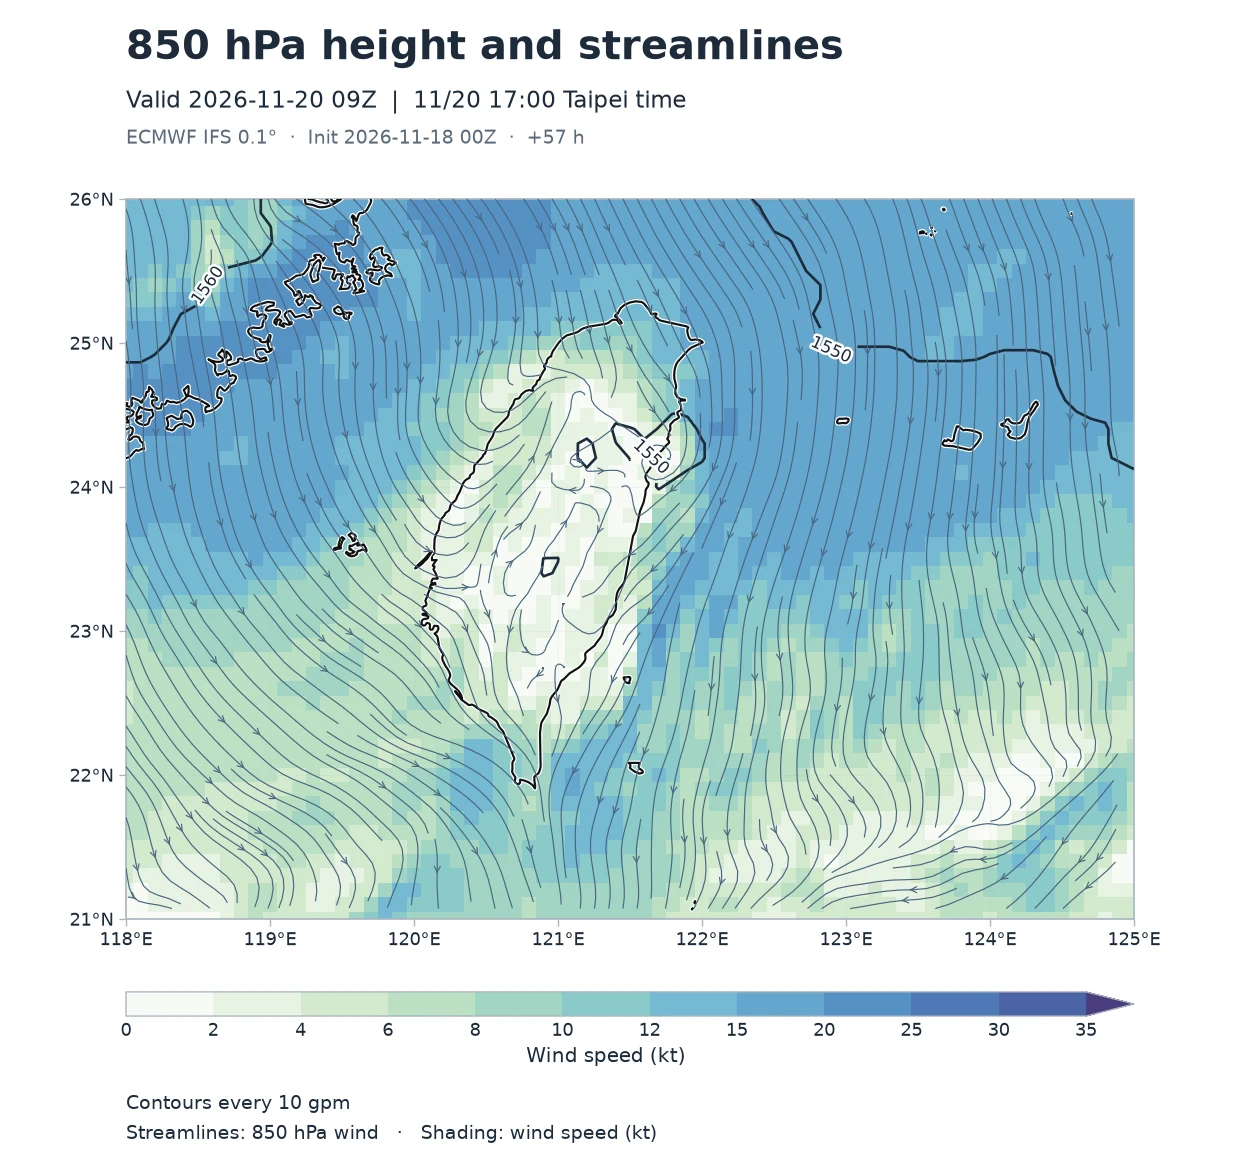 850 hPa height and streamlines
Valid 2026-11-20 09Z | 11/20 17:00 Taipei time
ECMWF IFS 0.1° · Init 2026-11-18 00Z · +57 h
26°N
1560
25°N
1550
1550
24°N
23°N
22°N
21°N
118°E 119°E 120°E 121°E 122°E 123°E 124°E 125°E
0 2 4 6 8 10 12 15 20 25 30 35
Wind speed (kt)
Contours every 10 gpm
Streamlines: 850 hPa wind · Shading: wind speed (kt)